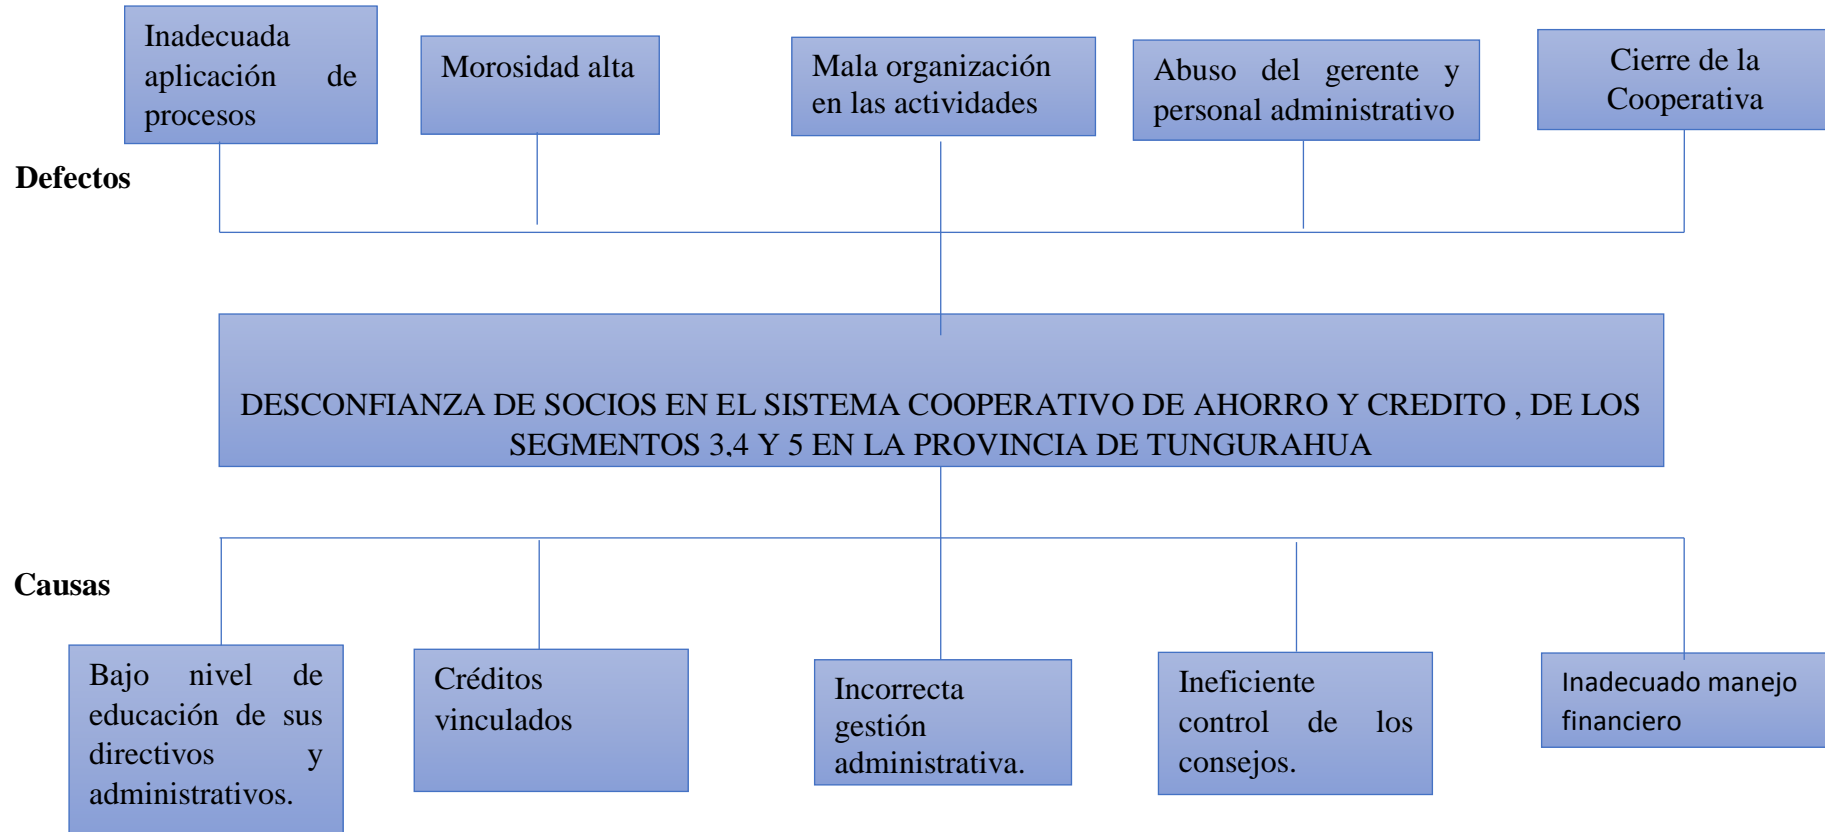 Inadecuada
aplicación de
procesos
Morosidad alta
Mala organización
en las actividades
Abuso del gerente y
personal administrativo
Cierre de la
Cooperativa
Defectos
DESCONFIANZA DE SOCIOS EN EL SISTEMA COOPERATIVO DE AHORRO Y CREDITO , DE LOS
SEGMENTOS 3,4 Y 5 EN LA PROVINCIA DE TUNGURAHUA
Causas
Bajo nivel de
educación de sus
directivos y
administrativos.
Créditos
vinculados
Incorrecta
gestión
administrativa.
Ineficiente
control de los
consejos.
Inadecuado manejo
financiero